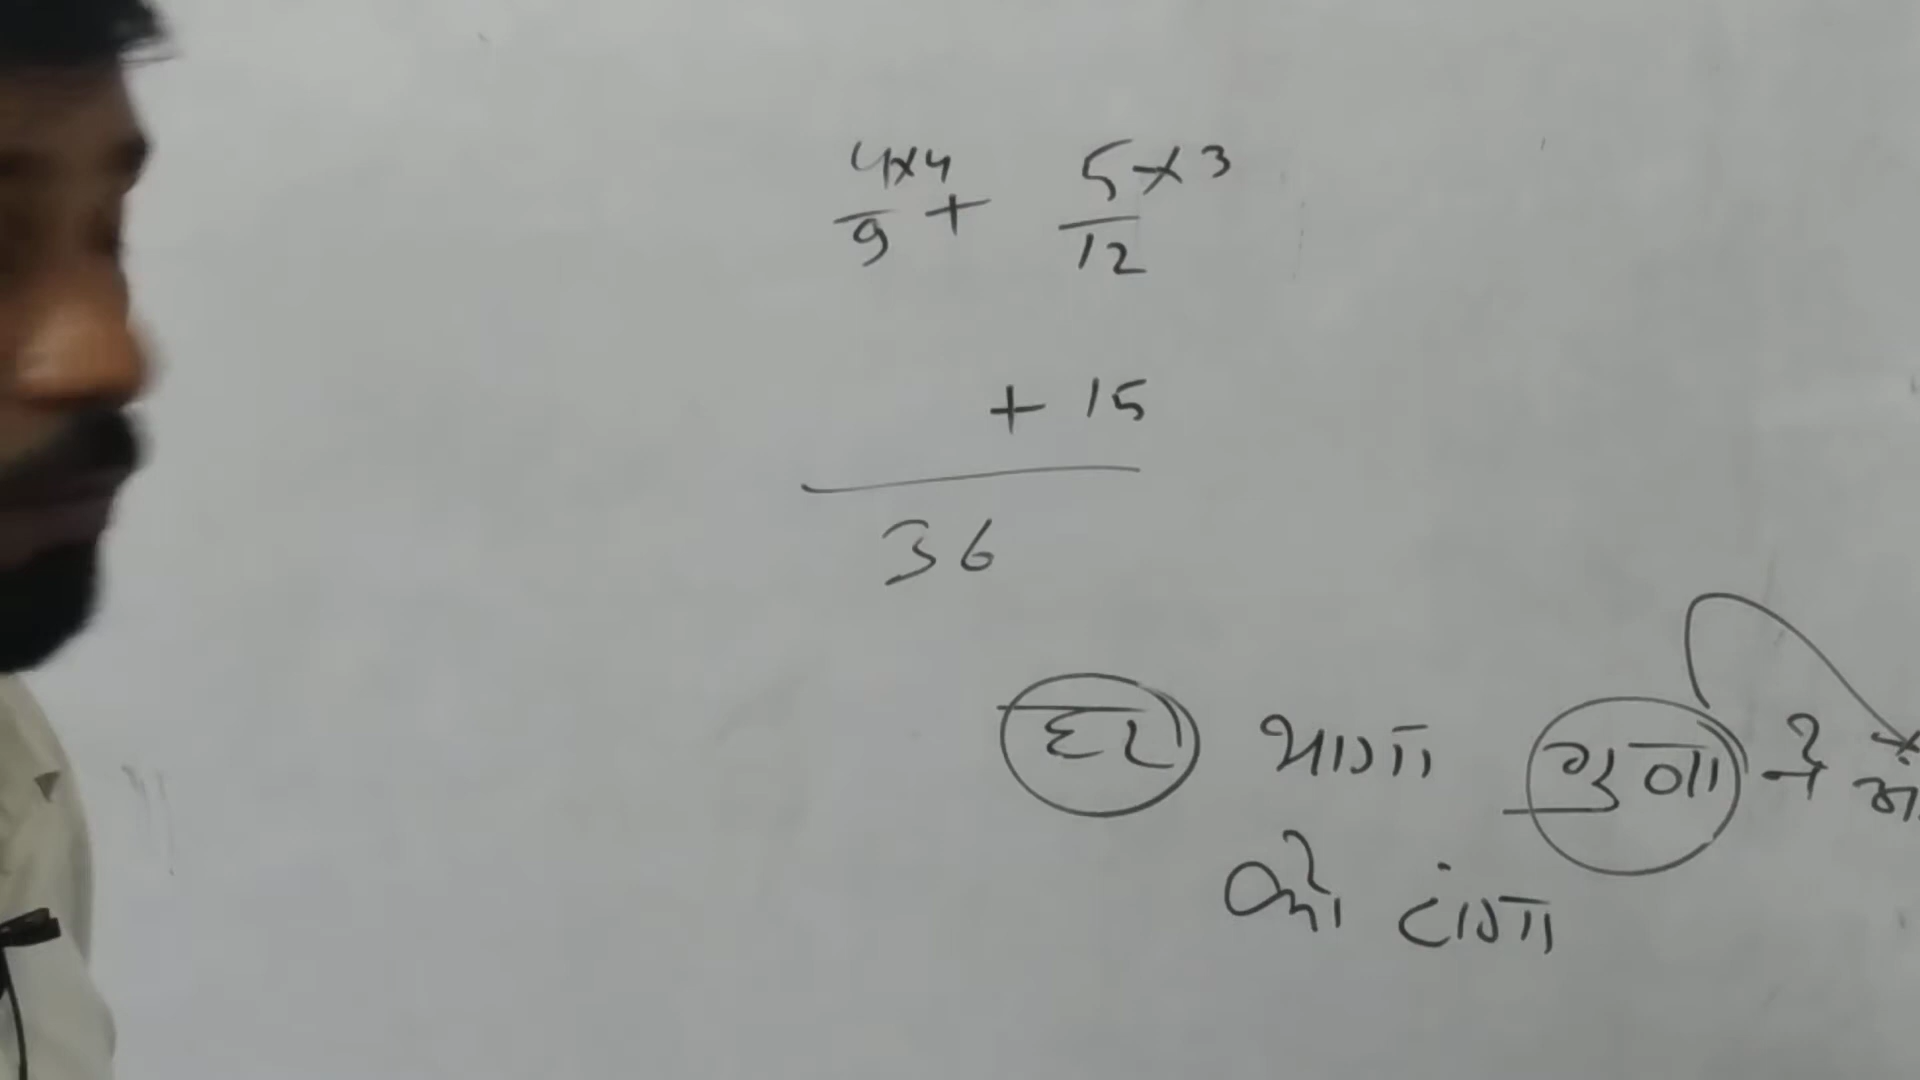 4×4 5×3
9 + 12
+ 15
36
हर भागा गुणा ने अं
को टांगा